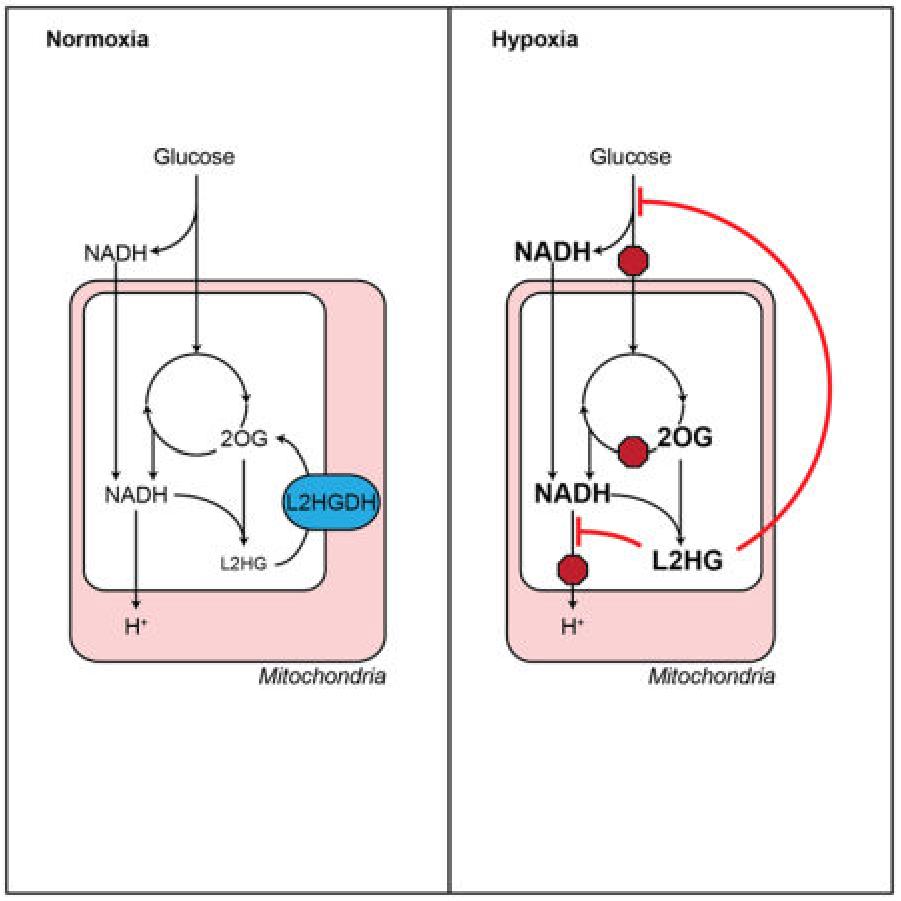 Normoxia
Glucose
NADH
2OG
NADH
L2HGDH
L2HG
H⁺
Mitochondria
Hypoxia
Glucose
NADH
2OG
NADH
L2HG
H⁺
Mitochondria